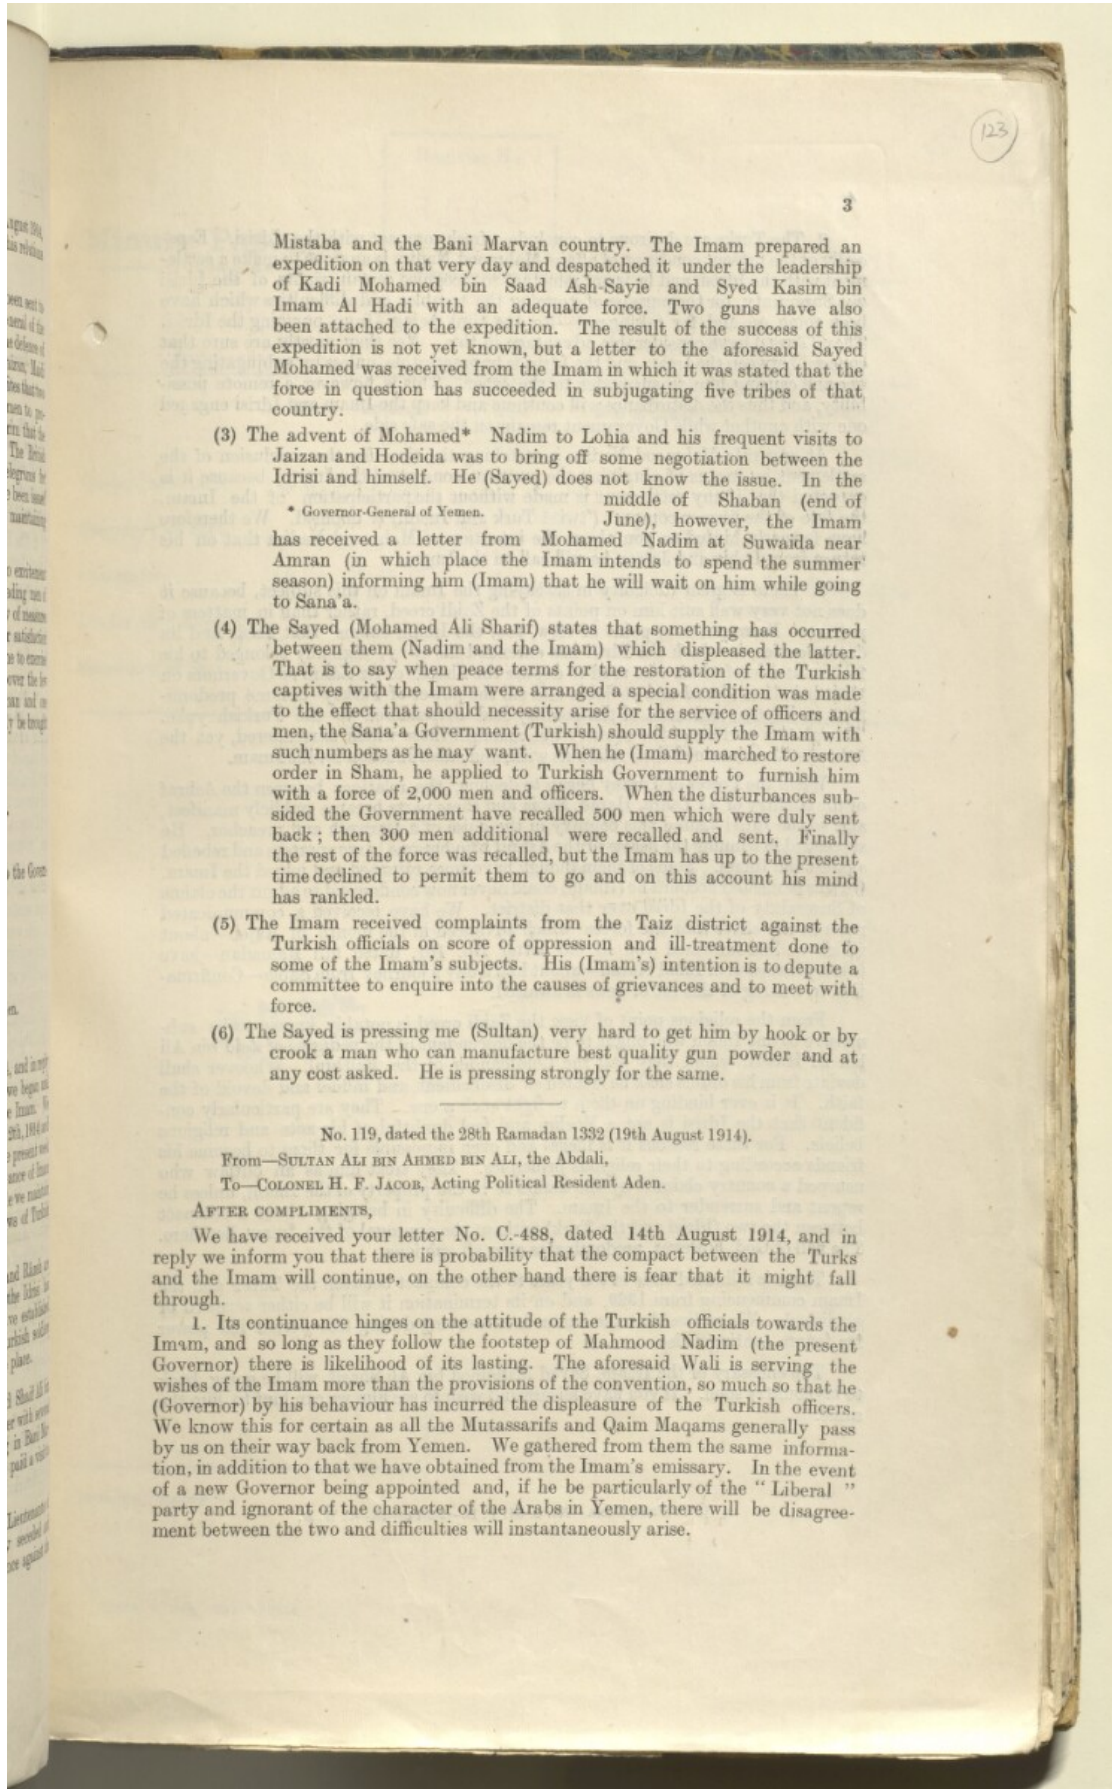 123
3
Mistaba and the Bani Marvan country. The Imam prepared an
expedition on that very day and despatched it under the leadership
of Kadi Mohamed bin Saad Ash-Sayie and Syed Kasim bin
Imam Al Hadi with an adequate force. Two guns have also
been attached to the expedition. The result of the success of this
expedition is not yet known, but a letter to the aforesaid Sayed
Mohamed was received from the Imam in which it was stated that the
force in question has succeeded in subjugating five tribes of that
country.
(3) The advent of Mohamed* Nadim to Lohia and his frequent visits to
Jaizan and Hodeida was to bring off some negotiation between the
Idrisi and himself. He (Sayed) does not know the issue. In the
middle of Shaban (end of
* Governor-General of Yemen.
June), however, the Imam
has received a letter from Mohamed Nadim at Suwaida near
Amran (in which place the Imam intends to spend the summer
season) informing him (Imam) that he will wait on him while going
to Sana'a.
(4) The Sayed (Mohamed Ali Sharif) states that something has occurred
between them (Nadim and the Imam) which displeased the latter.
That is to say when peace terms for the restoration of the Turkish
captives with the Imam were arranged a special condition was made
to the effect that should necessity arise for the service of officers and
men, the Sana'a Government (Turkish) should supply the Imam with
such numbers as he may want. When he (Imam) marched to restore
order in Sham, he applied to Turkish Government to furnish him
with a force of 2,000 men and officers. When the disturbances sub-
sided the Government have recalled 500 men which were duly sent
back; then 300 men additional were recalled and sent. Finally
the rest of the force was recalled, but the Imam has up to the present
time declined to permit them to go and on this account his mind
has rankled.
(5) The Imam received complaints from the Taiz district against the
Turkish officials on score of oppression and ill-treatment done to
some of the Imam's subjects. His (Imam's) intention is to depute a
committee to enquire into the causes of grievances and to meet with
force.
(6) The Sayed is pressing me (Sultan) very hard to get him by hook or by
crook a man who can manufacture best quality gun powder and at
any cost asked. He is pressing strongly for the same.
No. 119, dated the 28th Ramadan 1332 (19th August 1914).
From—SULTAN ALI BIN AHMED BIN ALI, the Abdali,
To—COLONEL H. F. JACOB, Acting Political Resident Aden.
AFTER COMPLIMENTS,
We have received your letter No. C.-488, dated 14th August 1914, and in
reply we inform you that there is probability that the compact between the Turks
and the Imam will continue, on the other hand there is fear that it might fall
through.
1. Its continuance hinges on the attitude of the Turkish officials towards the
Imam, and so long as they follow the footstep of Mahmood Nadim (the present
Governor) there is likelihood of its lasting. The aforesaid Wali is serving the
wishes of the Imam more than the provisions of the convention, so much so that he
(Governor) by his behaviour has incurred the displeasure of the Turkish officers.
We know this for certain as all the Mutassarifs and Qaim Maqams generally pass
by us on their way back from Yemen. We gathered from them the same informa-
tion, in addition to that we have obtained from the Imam's emissary. In the event
of a new Governor being appointed and, if he be particularly of the "Liberal"
party and ignorant of the character of the Arabs in Yemen, there will be disagree-
ment between the two and difficulties will instantaneously arise.